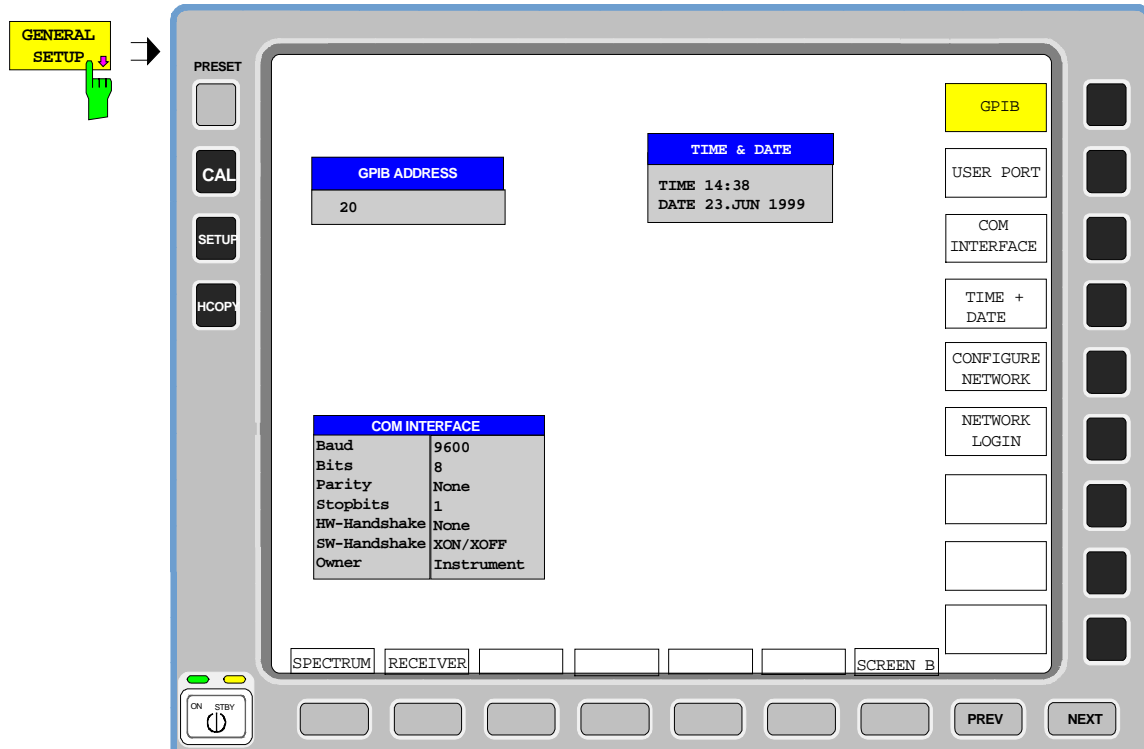 GENERAL
SETUP
PRESET
CAL
SETUP
HCOPY
GPIB ADDRESS
20
TIME & DATE
TIME 14:38
DATE 23.JUN 1999
COM INTERFACE
Baud 9600
Bits 8
Parity None
Stopbits 1
HW-Handshake None
SW-Handshake XON/XOFF
Owner Instrument
GPIB
USER PORT
COM
INTERFACE
TIME +
DATE
CONFIGURE
NETWORK
NETWORK
LOGIN
SPECTRUM RECEIVER SCREEN B
ON STBY
PREV NEXT